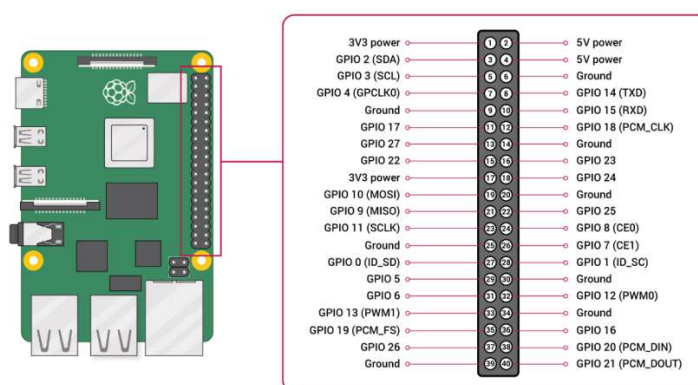 3V3 power 1 2 5V power
GPIO 2 (SDA) 3 4 5V power
GPIO 3 (SCL) 5 6 Ground
GPIO 4 (GPCLK0) 7 8 GPIO 14 (TXD)
Ground 9 10 GPIO 15 (RXD)
GPIO 17 11 12 GPIO 18 (PCM_CLK)
GPIO 27 13 14 Ground
GPIO 22 15 16 GPIO 23
3V3 power 17 18 GPIO 24
GPIO 10 (MOSI) 19 20 Ground
GPIO 9 (MISO) 21 22 GPIO 25
GPIO 11 (SCLK) 23 24 GPIO 8 (CE0)
Ground 25 26 GPIO 7 (CE1)
GPIO 0 (ID_SD) 27 28 GPIO 1 (ID_SC)
GPIO 5 29 30 Ground
GPIO 6 31 32 GPIO 12 (PWM0)
GPIO 13 (PWM1) 33 34 Ground
GPIO 19 (PCM_FS) 35 36 GPIO 16
GPIO 26 37 38 GPIO 20 (PCM_DIN)
Ground 39 40 GPIO 21 (PCM_DOUT)